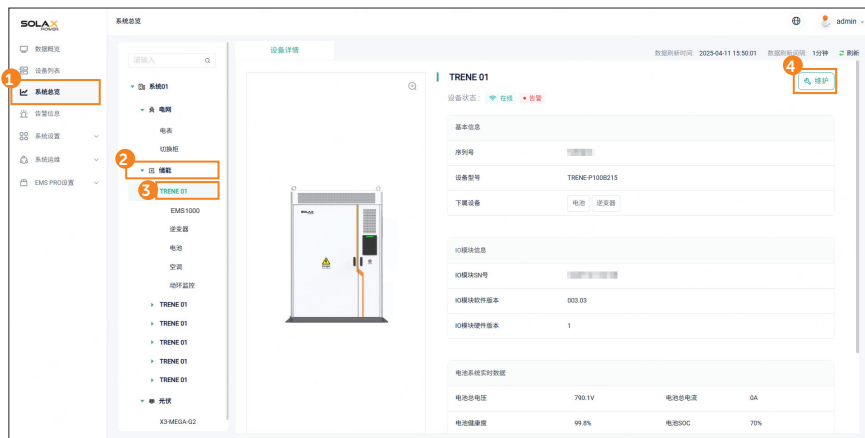 SOLAX
POWER
系统总览
admin
数据概览
设备列表
系统总览
告警信息
系统设置
系统运维
EMS PRO设置
1
2
3
4
请输入
系统01
电网
电表
切换柜
储能
TRENE 01
EMS1000
逆变器
电池
空调
动环监控
TRENE 01
TRENE 01
TRENE 01
TRENE 01
TRENE 01
光伏
X3-MEGA-G2
设备详情
数据刷新时间: 2025-04-11 15:50:01 数据刷新间隔: 1分钟 刷新
TRENE 01
维护
设备状态: 在线 告警
基本信息
序列号
设备型号 TRENE-P100B215
下属设备 电池 逆变器
IO模块信息
IO模块SN号
IO模块软件版本 003.03
IO模块硬件版本 1
电池系统实时数据
电池总电压 790.1V 电池总电流 0A
电池健康度 99.8% 电池SOC 70%
SOLAX